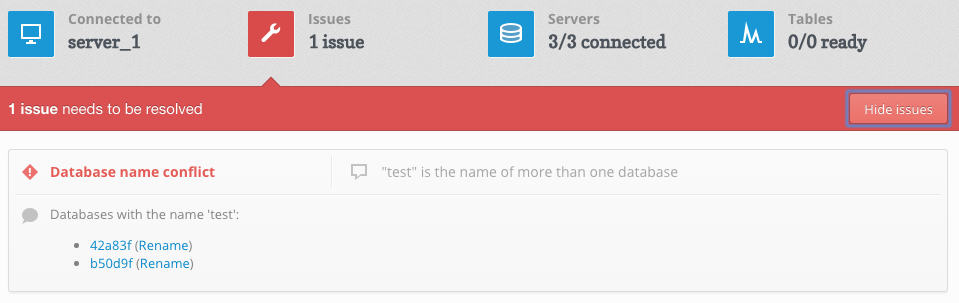 Connected to
server_1
Issues
1 issue
Servers
3/3 connected
Tables
0/0 ready
1 issue needs to be resolved
Hide issues
Database name conflict
"test" is the name of more than one database
Databases with the name 'test':
42a83f (Rename)
b50d9f (Rename)